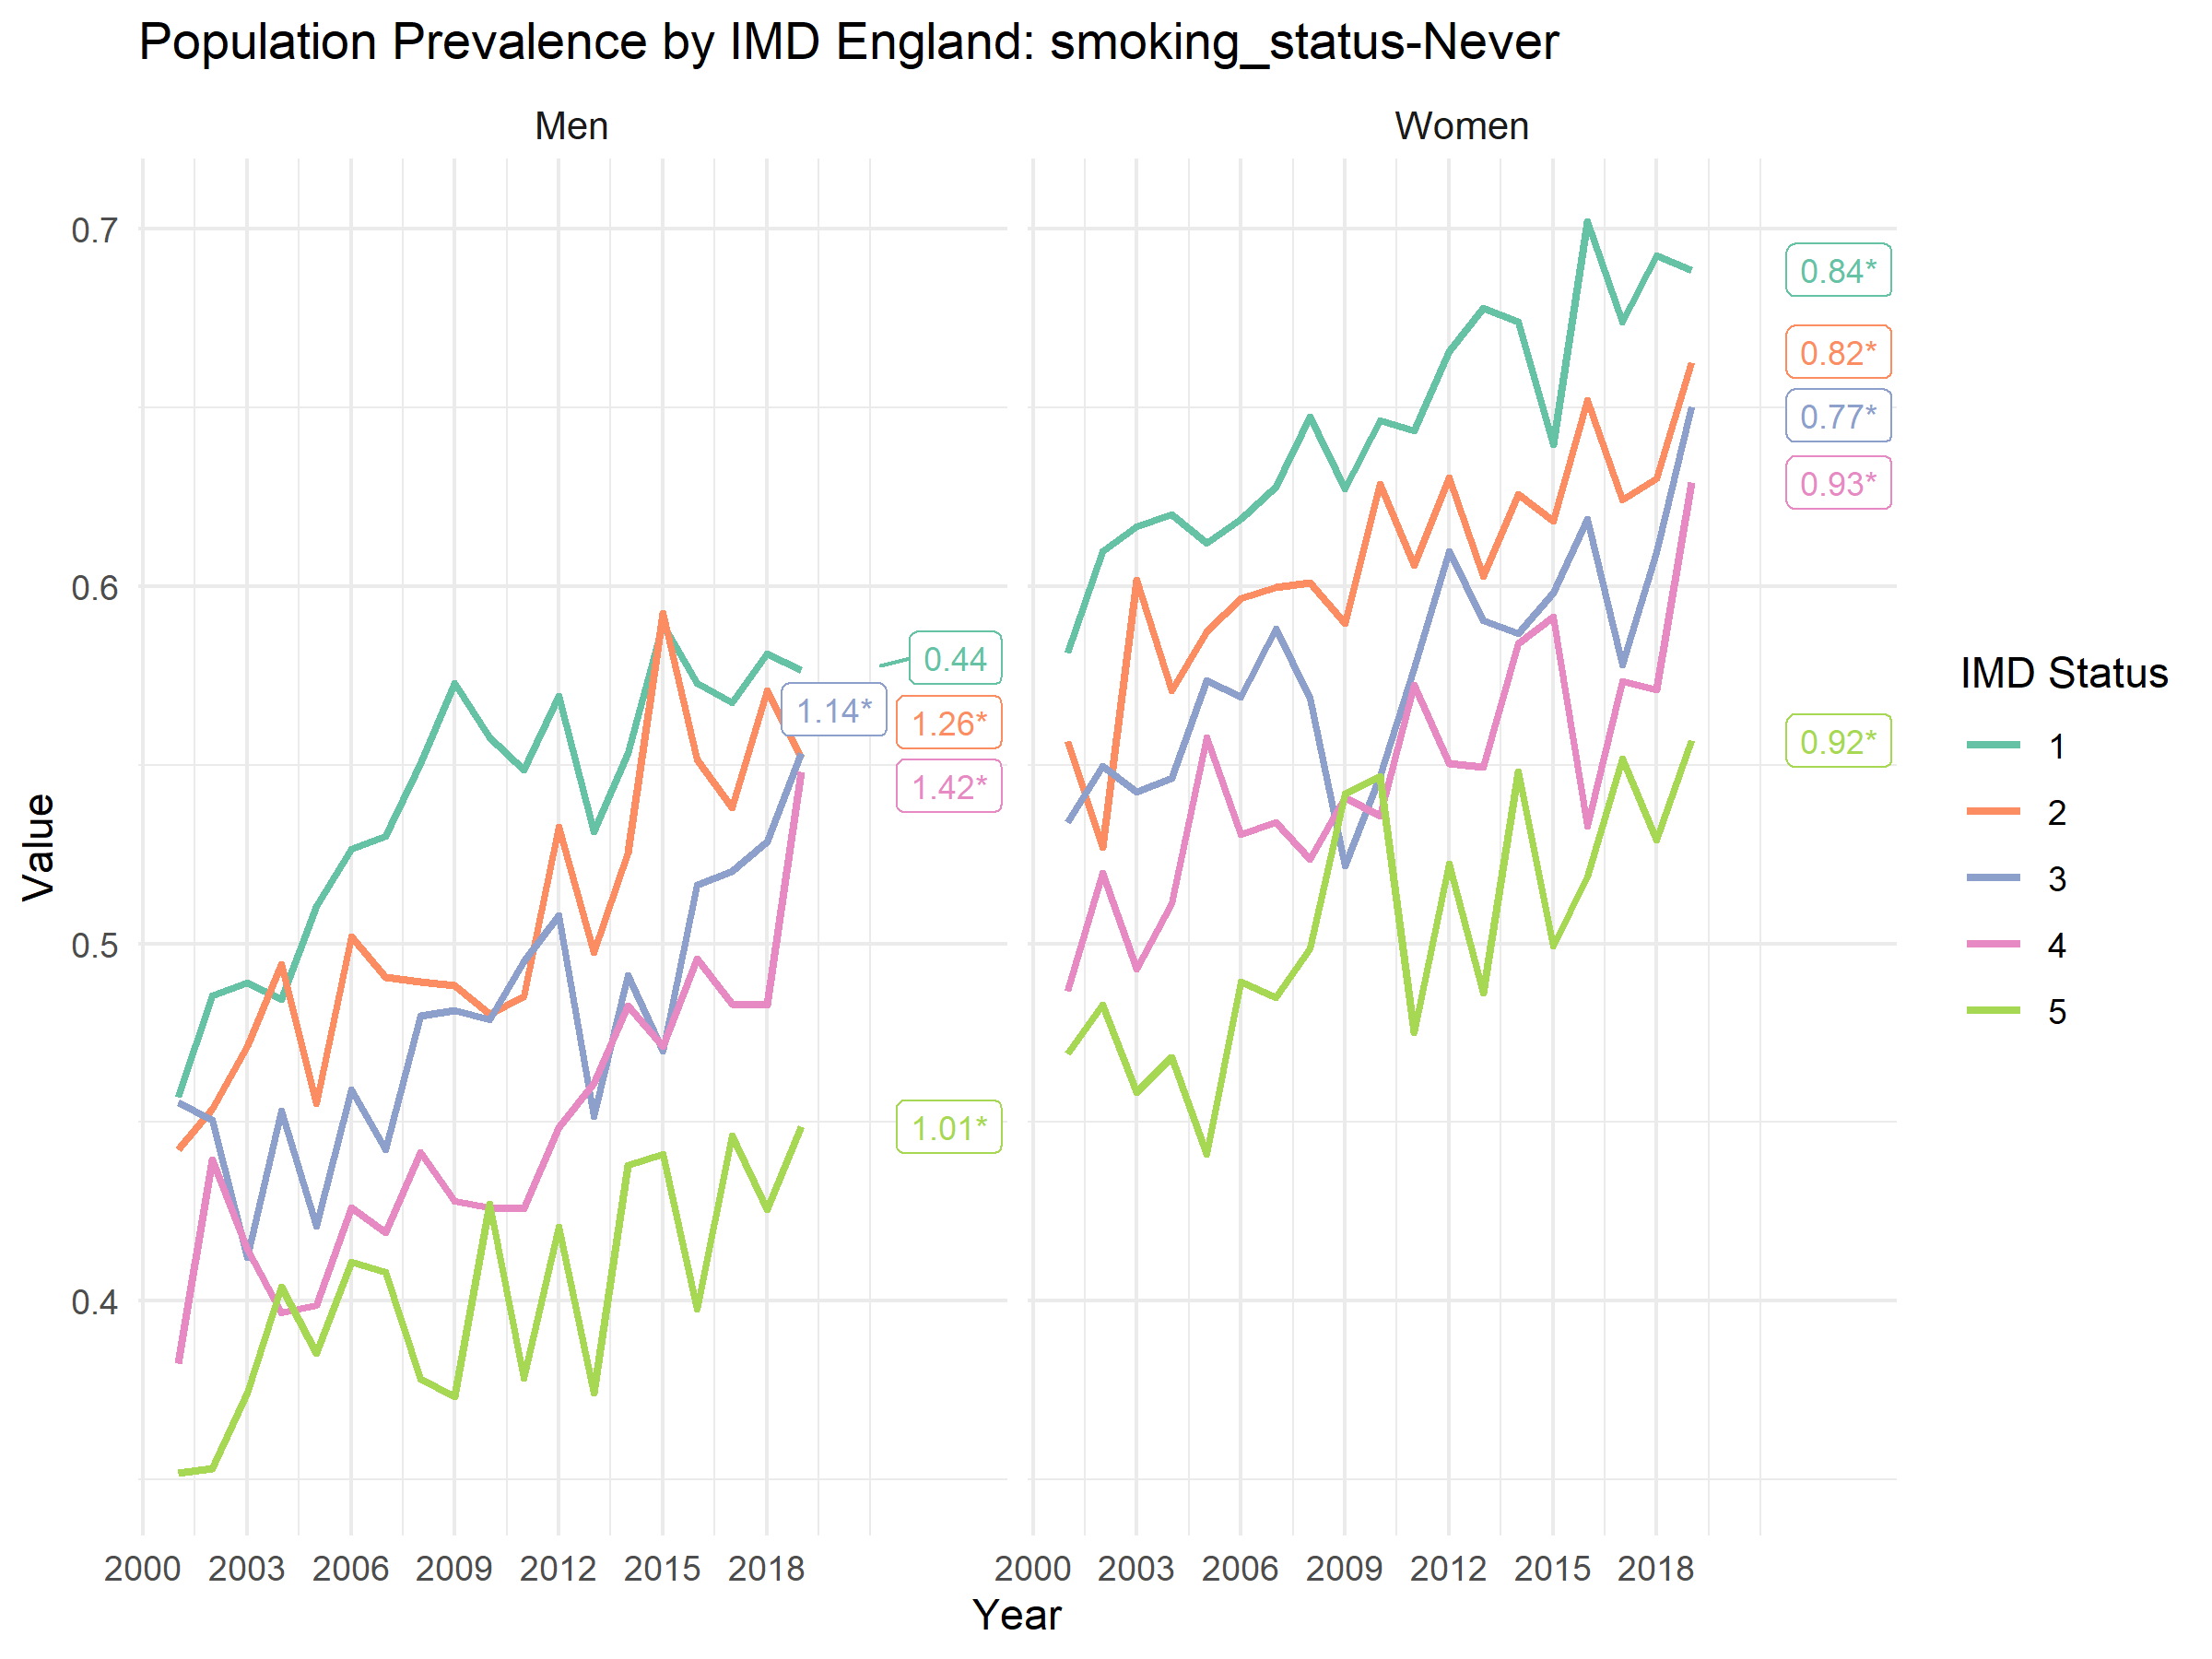 Population Prevalence by IMD England: smoking_status-Never
Men
Women
Value
0.7
0.6
0.5
0.4
0.44
1.14*
1.26*
1.42*
1.01*
0.84*
0.82*
0.77*
0.93*
0.92*
IMD Status
1
2
3
4
5
2000 2003 2006 2009 2012 2015 2018
2000 2003 2006 2009 2012 2015 2018
Year